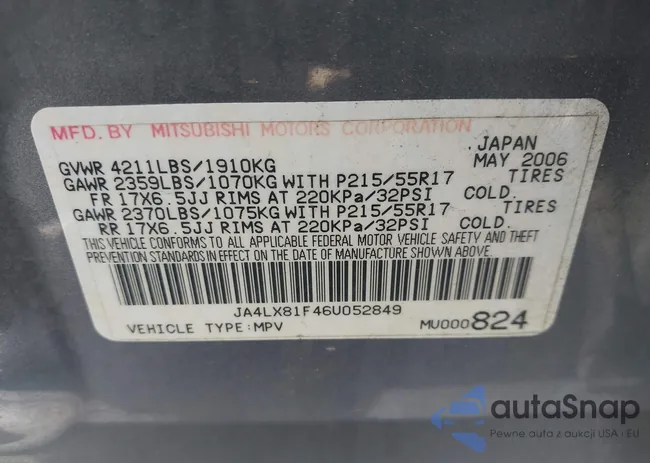 MFD. BY MITSUBISHI MOTORS CORPORATION
JAPAN
GVWR 4211LBS/1910KG MAY 2006
GAWR 2359LBS/1070KG WITH P215/55R17 TIRES
FR 17X6.5JJ RIMS AT 220KPa/32PSI COLD.
GAWR 2370LBS/1075KG WITH P215/55R17 TIRES
RR 17X6.5JJ RIMS AT 220KPa/32PSI COLD.
THIS VEHICLE CONFORMS TO ALL APPLICABLE FEDERAL MOTOR VEHICLE SAFETY AND THEFT
PREVENTION STANDARDS IN EFFECT ON THE DATE OF MANUFACTURE SHOWN ABOVE.
JA4LX81F46U052849
VEHICLE TYPE:MPV MU000824
autaSnap
Pewne auta z aukcji USA · EU